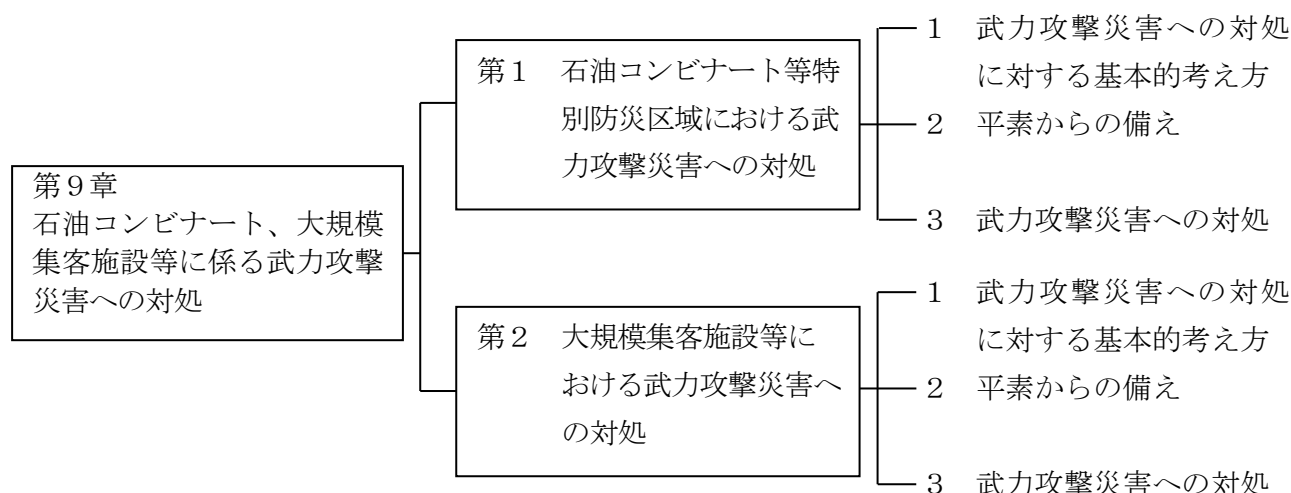 第９章
石油コンビナート、大規模
集客施設等に係る武力攻撃
災害への対処
第１　石油コンビナート等特
別防災区域における武
力攻撃災害への対処
１　武力攻撃災害への対処
に対する基本的考え方
２　平素からの備え
３　武力攻撃災害への対処
第２　大規模集客施設等に
おける武力攻撃災害へ
の対処
１　武力攻撃災害への対処
に対する基本的考え方
２　平素からの備え
３　武力攻撃災害への対処